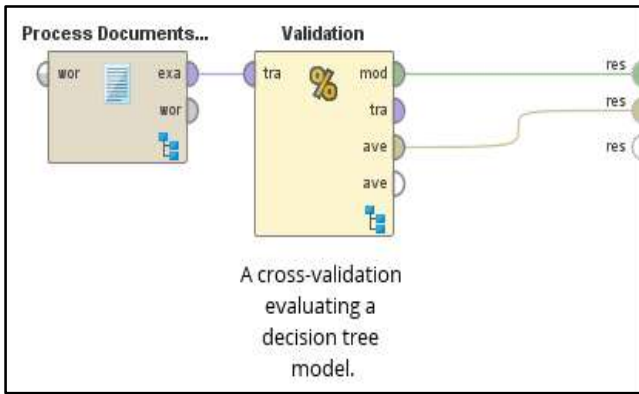 Process Documents...
Validation
wor
exa
wor
tra
mod
tra
ave
ave
res
res
res
A cross-validation
evaluating a
decision tree
model.